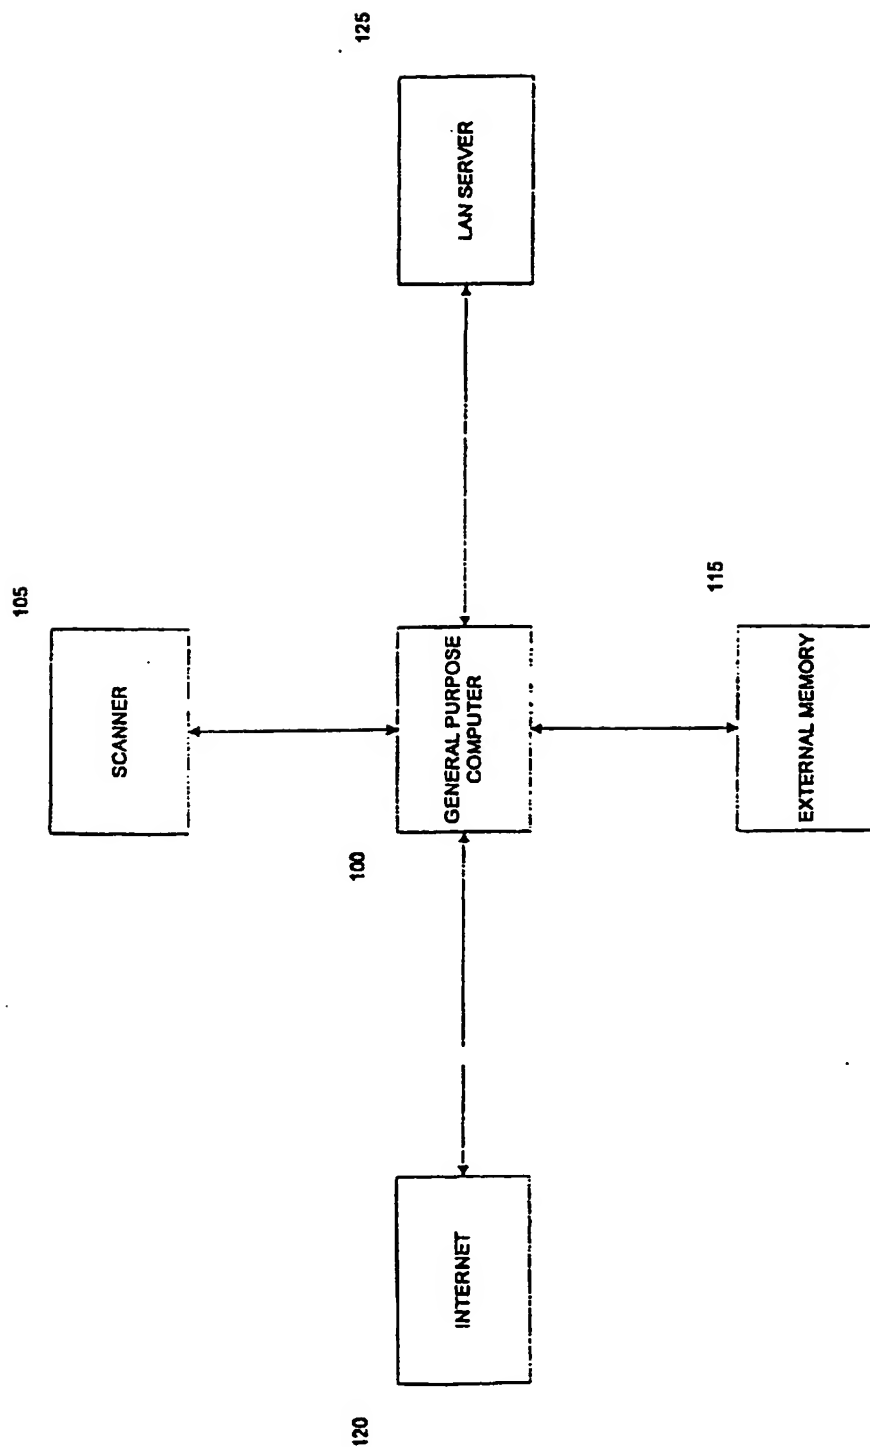 105
SCANNER
120
INTERNET
100
GENERAL PURPOSE
COMPUTER
LAN SERVER
125
EXTERNAL MEMORY
115